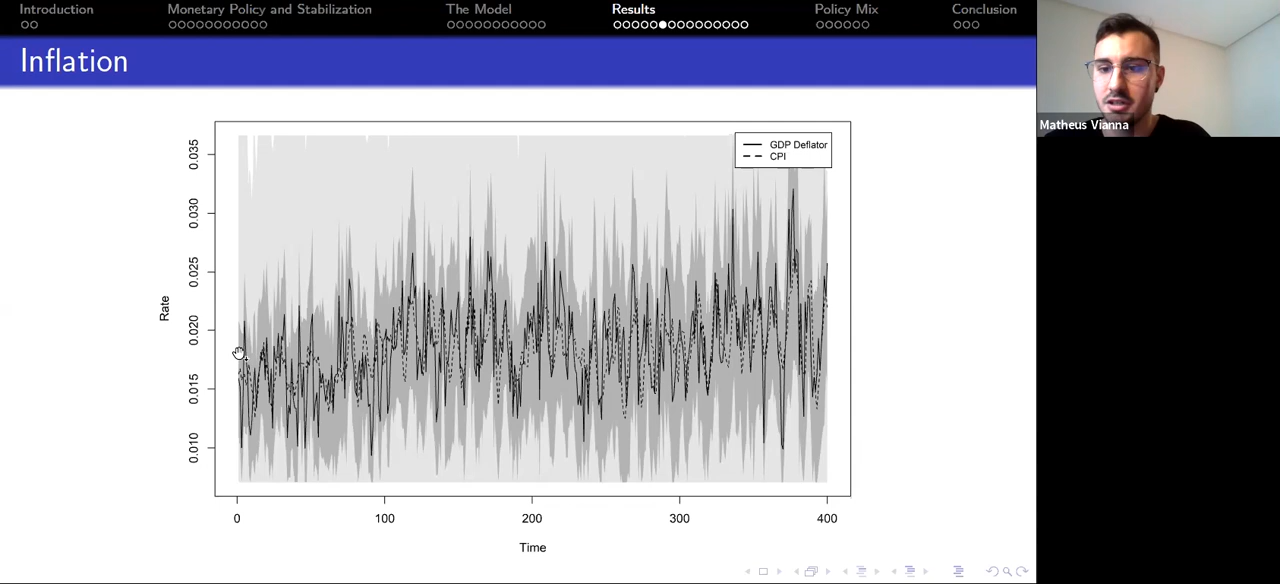 Introduction Monetary Policy and Stabilization The Model Results Policy Mix Conclusion
Inflation
GDP Deflator
CPI
0.035
0.030
0.025
0.020
0.015
0.010
Rate
0 100 200 300 400
Time
Matheus Vianna